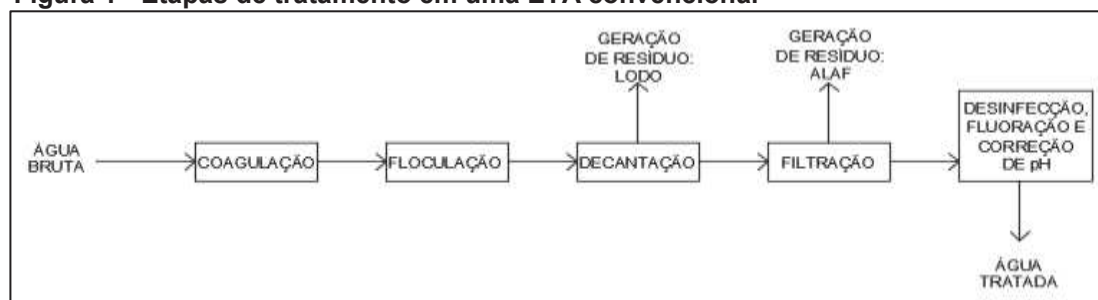 Figura 1 - Etapas de tratamento em uma ETA convencional
GERAÇÃO
DE RESÍDUO:
LODO
GERAÇÃO
DE RESÍDUO:
ALAF
ÁGUA
BRUTA
COAGULAÇÃO
FLOCULAÇÃO
DECANTAÇÃO
FILTRAÇÃO
DESINFECÇÃO,
FLUORAÇÃO E
CORREÇÃO
DE pH
ÁGUA
TRATADA